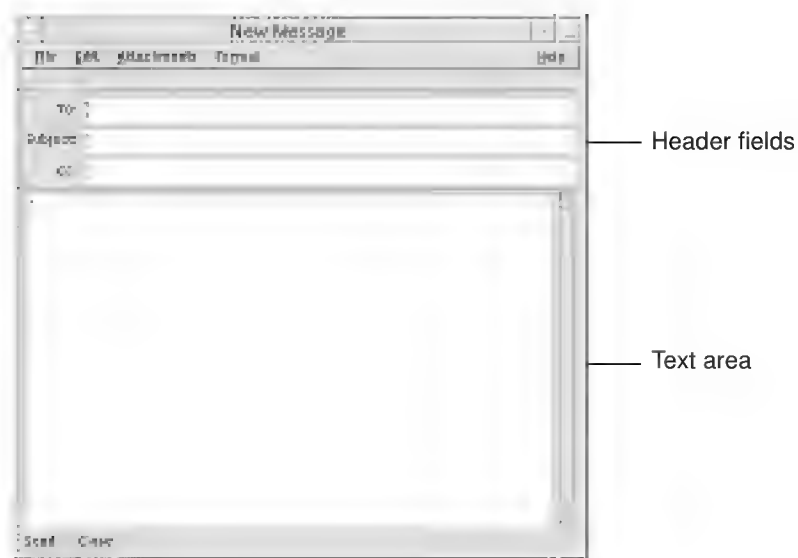 New Message
File Edit Attachments Format Help
To:
Subject:
Cc:
Header fields
Text area
Send Close